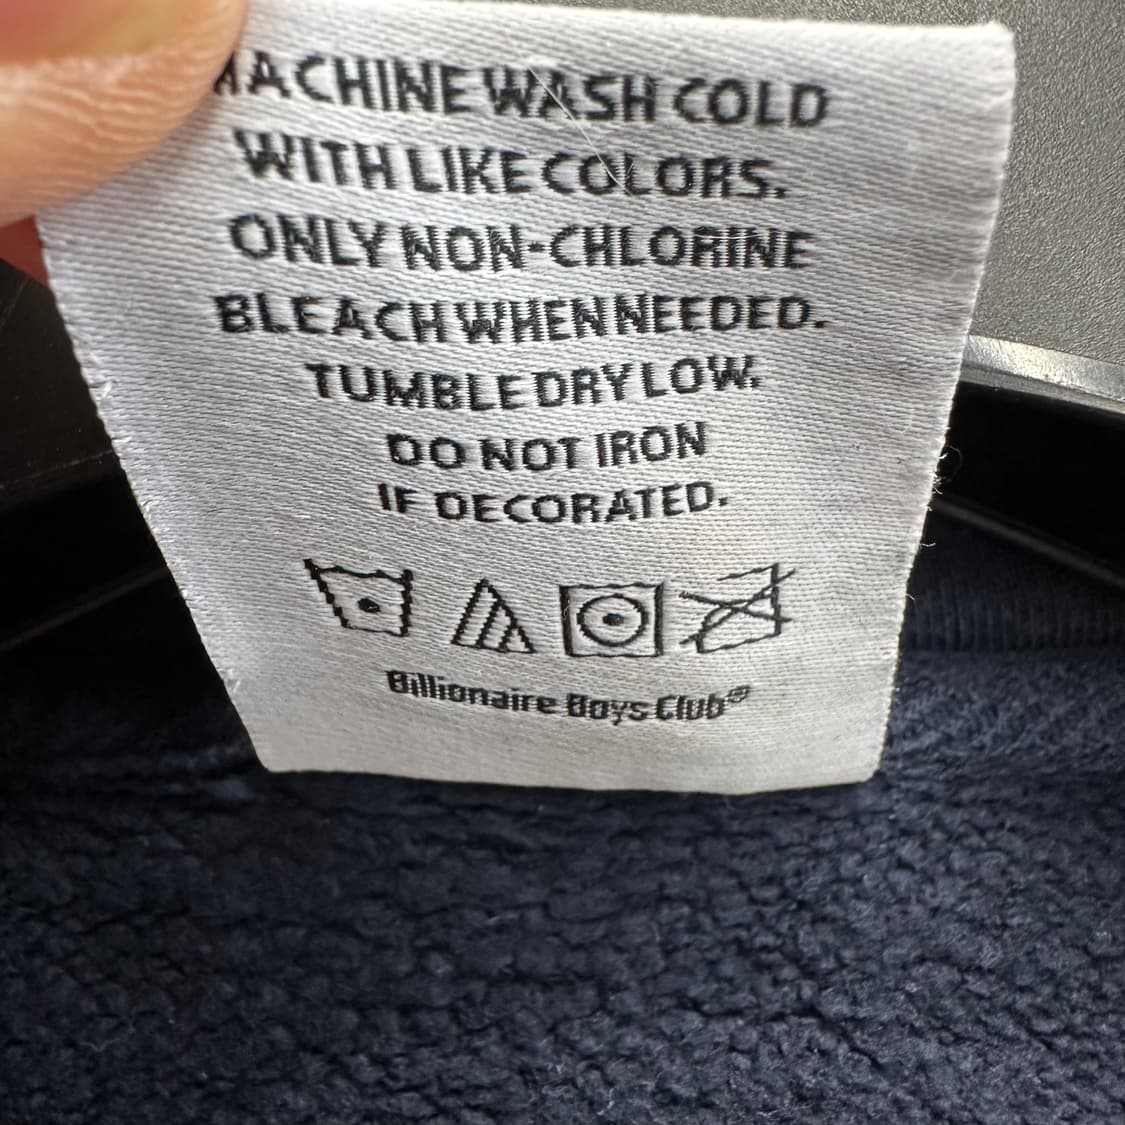 MACHINE WASH COLD
WITH LIKE COLORS.
ONLY NON-CHLORINE
BLEACH WHEN NEEDED.
TUMBLE DRY LOW.
DO NOT IRON
IF DECORATED.
Billionaire Boys Club®